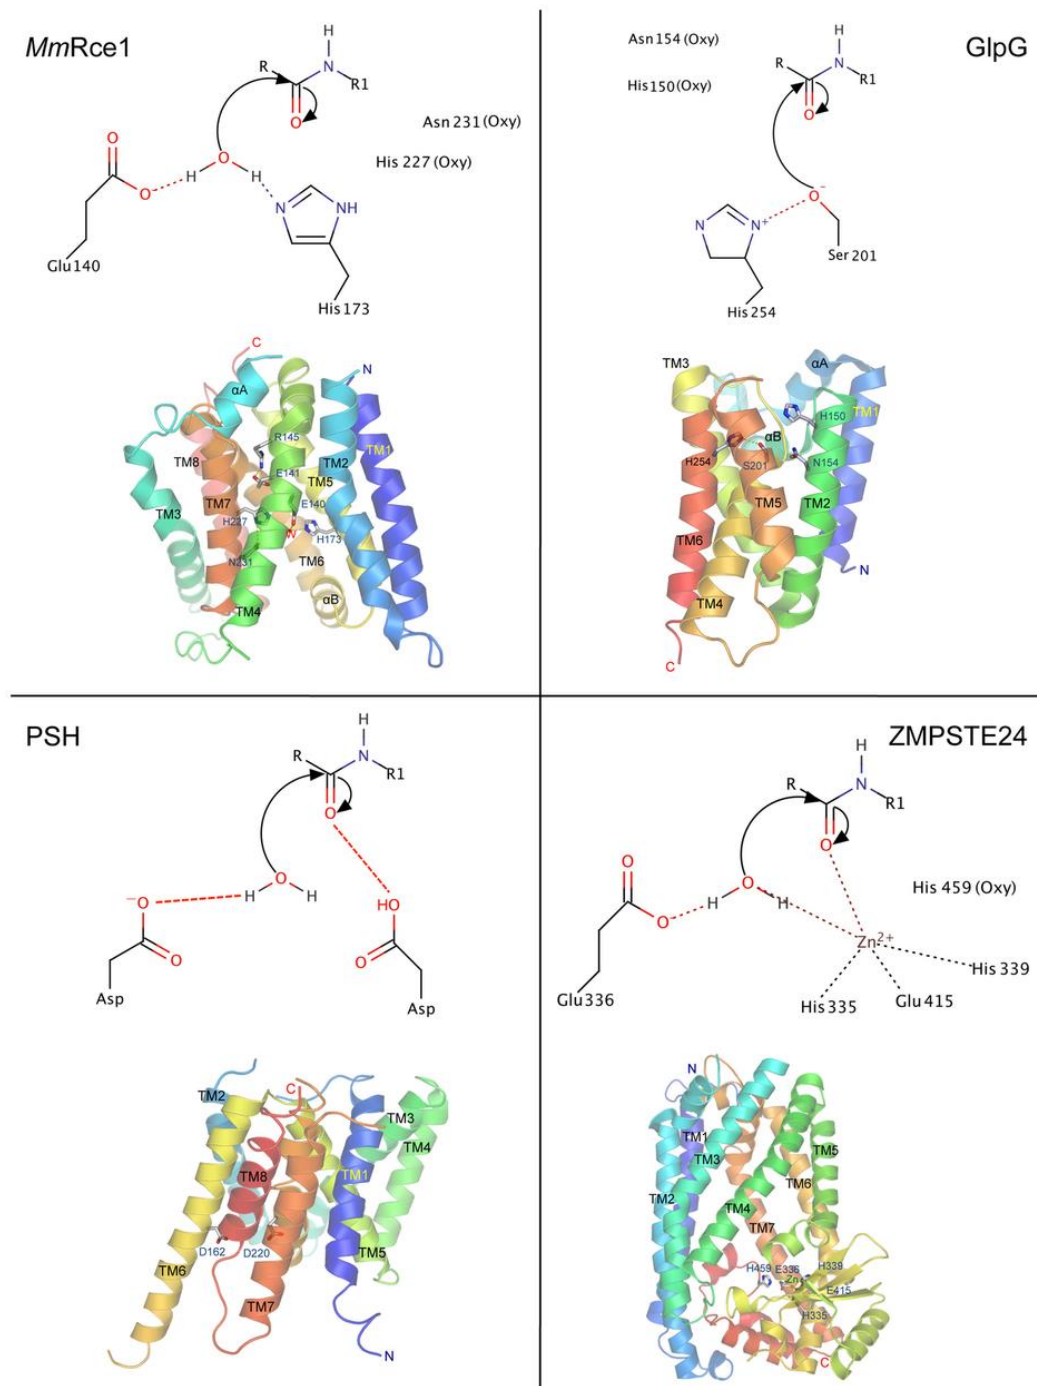 MmRce1
H
R
N
R1
O
Asn 231 (Oxy)
His 227 (Oxy)
O
O
H
H
O-
N
NH
Glu 140
His 173
C
N
αA
R145
TM1
TM8
TM2
E141
TM5
TM7
E140
TM3
H227
H173
N231
TM6
αB
TM4
GlpG
Asn 154 (Oxy)
H
R
N
R1
His 150 (Oxy)
O
O-
N
N+
Ser 201
His 254
TM3
αA
H150
TM1
αB
H254
S201
N154
TM5
TM2
TM6
N
TM4
C
PSH
H
R
N
R1
O
O
H
H
−O
HO
O
O
Asp
Asp
C
TM2
TM3
TM4
TM8
TM1
D162
D220
TM5
TM6
TM7
N
ZMPSTE24
H
R
N
R1
O
O
O
His 459 (Oxy)
H
H
O-
Zn2+
His 339
Glu336
Glu 415
His 335
N
TM1
TM5
TM3
TM6
TM2
TM4
TM7
H459
E336
H339
Zn
E415
H335
C